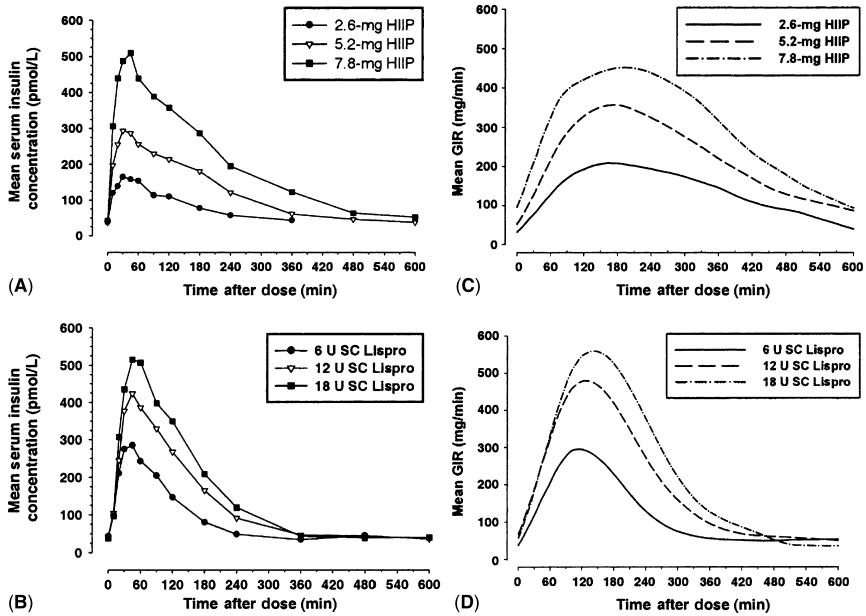 600
500
400
300
200
100
0
Mean serum insulin
concentration (pmol/L)
2.6-mg HIIP
5.2-mg HIIP
7.8-mg HIIP
0 60 120 180 240 300 360 420 480 540 600
Time after dose (min)
(A)
600
500
400
300
200
100
0
Mean GIR (mg/min)
2.6-mg HIIP
5.2-mg HIIP
7.8-mg HIIP
0 60 120 180 240 300 360 420 480 540 600
Time after dose (min)
(C)
600
500
400
300
200
100
0
Mean serum insulin
concentration (pmol/L)
6 U SC Lispro
12 U SC Lispro
18 U SC Lispro
0 60 120 180 240 300 360 420 480 540 600
Time after dose (min)
(B)
600
500
400
300
200
100
0
Mean GIR (mg/min)
6 U SC Lispro
12 U SC Lispro
18 U SC Lispro
0 60 120 180 240 300 360 420 480 540 600
Time after dose (min)
(D)